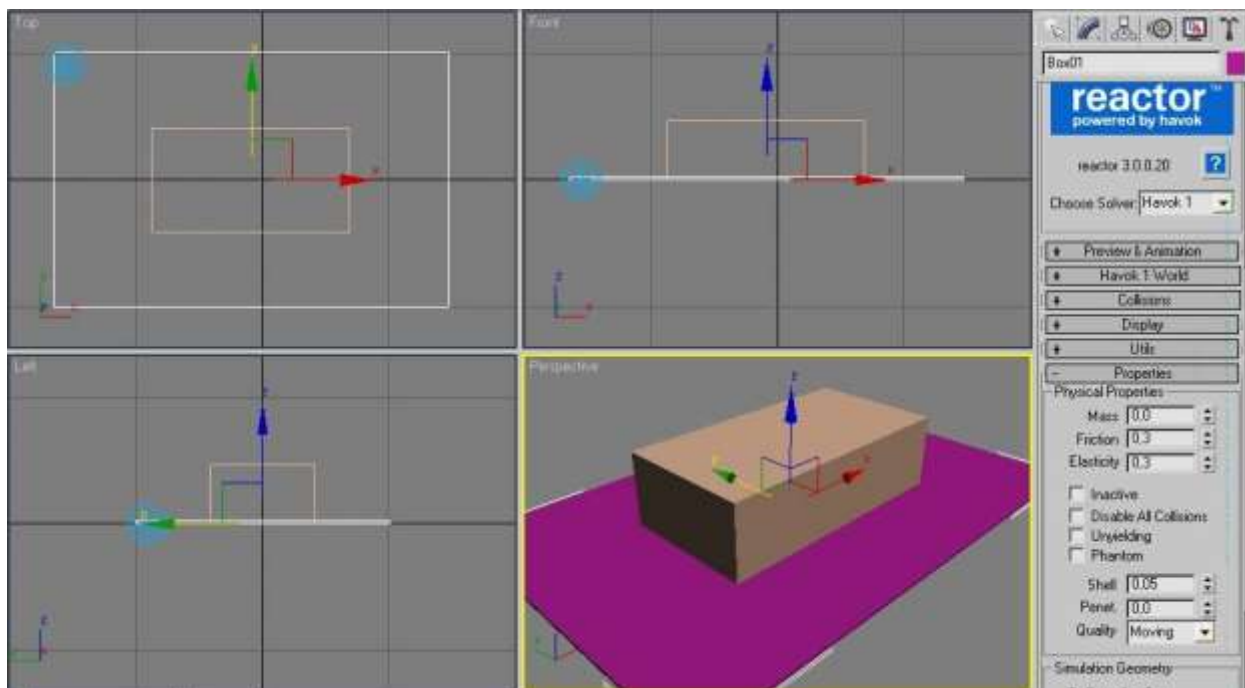 Top
Front
Left
Perspective
Box01
reactor™
powered by havok
reactor 3.0.0.20
?
Choose Solver: Havok 1
+ Preview & Animation
+ Havok 1 World
+ Collisions
+ Display
+ Utils
- Properties
Physical Properties
Mass 0.0
Friction 0.3
Elasticity 0.3
Inactive
Disable All Collisions
Unyielding
Phantom
Shell 0.05
Penet. 0.0
Quality Moving
Simulation Geometry